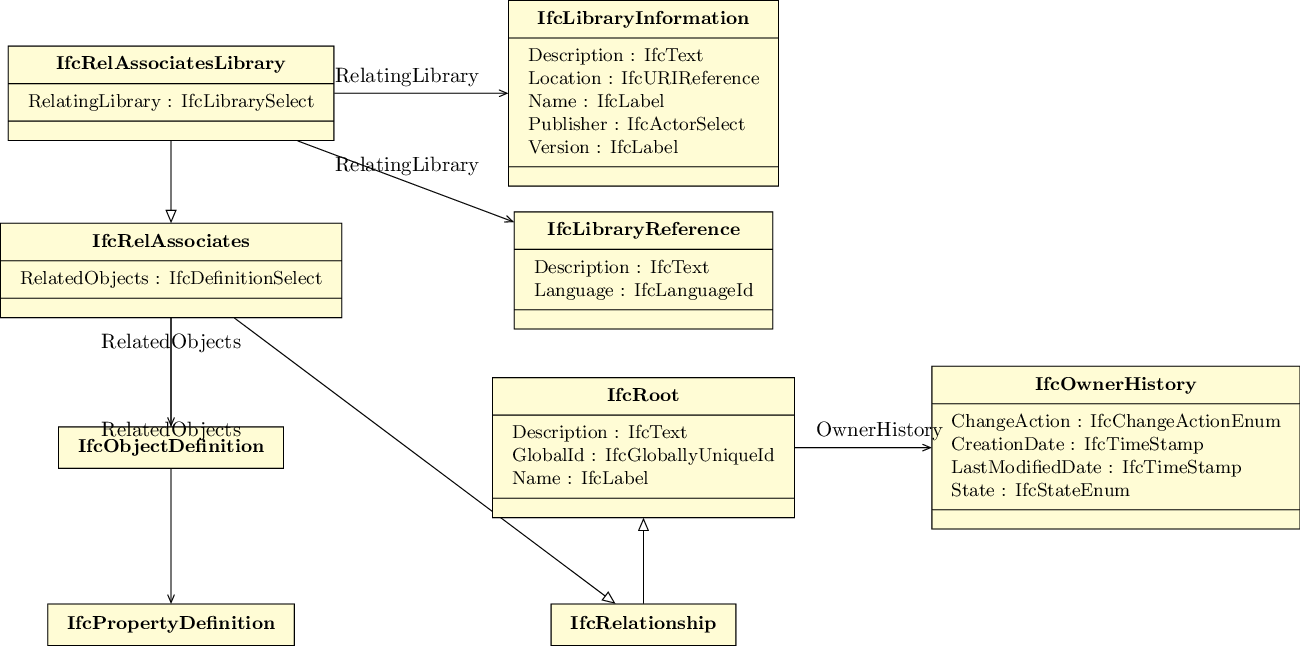 IfcLibraryInformation
Description : IfcText
Location : IfcURIReference
Name : IfcLabel
Publisher : IfcActorSelect
Version : IfcLabel
IfcRelAssociatesLibrary
RelatingLibrary : IfcLibrarySelect
RelatingLibrary
RelatingLibrary
IfcRelAssociates
RelatedObjects : IfcDefinitionSelect
IfcLibraryReference
Description : IfcText
Language : IfcLanguageId
RelatedObjects
RelatedObjects
IfcObjectDefinition
IfcRoot
Description : IfcText
GlobalId : IfcGloballyUniqueId
Name : IfcLabel
OwnerHistory
IfcOwnerHistory
ChangeAction : IfcChangeActionEnum
CreationDate : IfcTimeStamp
LastModifiedDate : IfcTimeStamp
State : IfcStateEnum
IfcPropertyDefinition
IfcRelationship